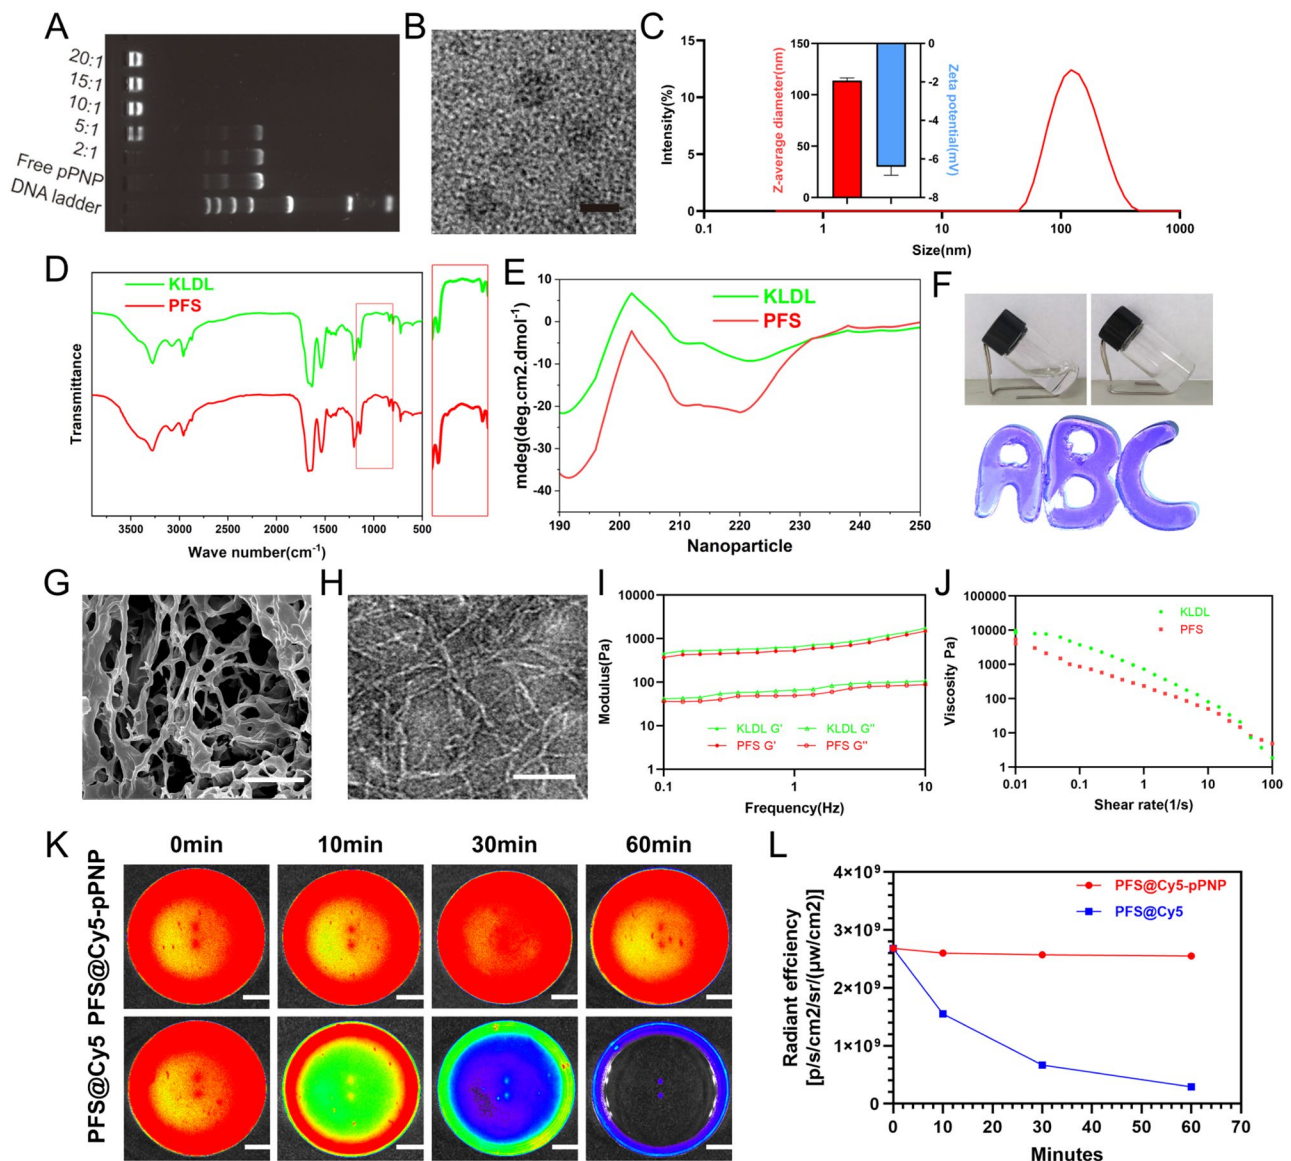 A
20:1
15:1
10:1
5:1
2:1
Free pPNP
DNA ladder
B
C
Intensity(%)
15
10
5
0
0.1
1
10
100
1000
Size(nm)
Z-average diameter(nm)
150
100
50
0
0
-2
-4
-6
-8
Zeta potential(mV)
D
KLDL
PFS
Transmittance
3500
3000
2500
2000
1500
1000
500
Wave number(cm-1)
E
mdeg(deg.cm2.dmol-1)
10
0
-10
-20
-30
-40
KLDL
PFS
190
200
210
220
230
240
250
Nanoparticle
F
ABC
G
H
I
Modulus(Pa)
10000
1000
100
10
1
KLDL G'
KLDL G''
PFS G'
PFS G''
0.1
1
10
Frequency(Hz)
J
Viscosity Pa)
100000
10000
1000
100
10
1
KLDL
PFS
0.01
0.1
1
10
100
Shear rate(1/s)
K
0min
10min
30min
60min
PFS@Cy5 PFS@Cy5-pPNP
L
Radiant effciency
[p/s/cm2/sr/(μw/cm2)]
4×10⁹
3×10⁹
2×10⁹
1×10⁹
0
PFS@Cy5-pPNP
PFS@Cy5
0
10
20
30
40
50
60
70
Minutes